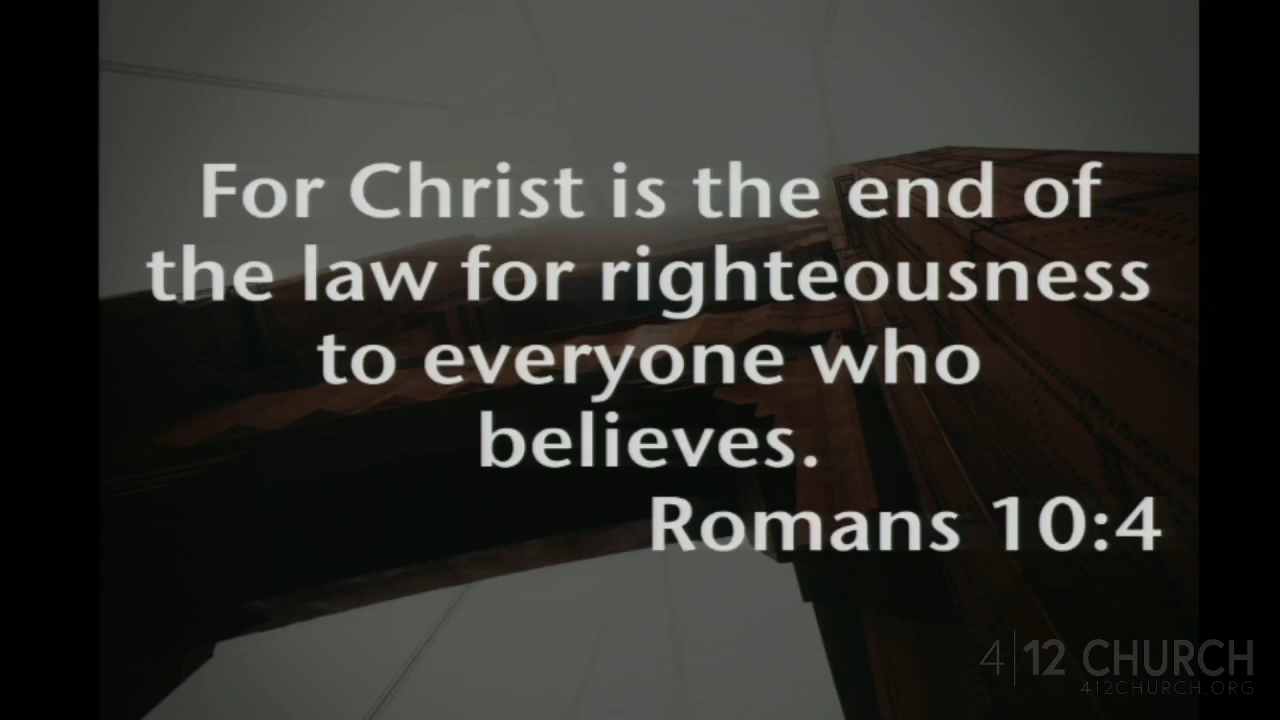 For Christ is the end of
the law for righteousness
to everyone who
believes.
Romans 10:4
4|12 CHURCH
412CHURCH.ORG